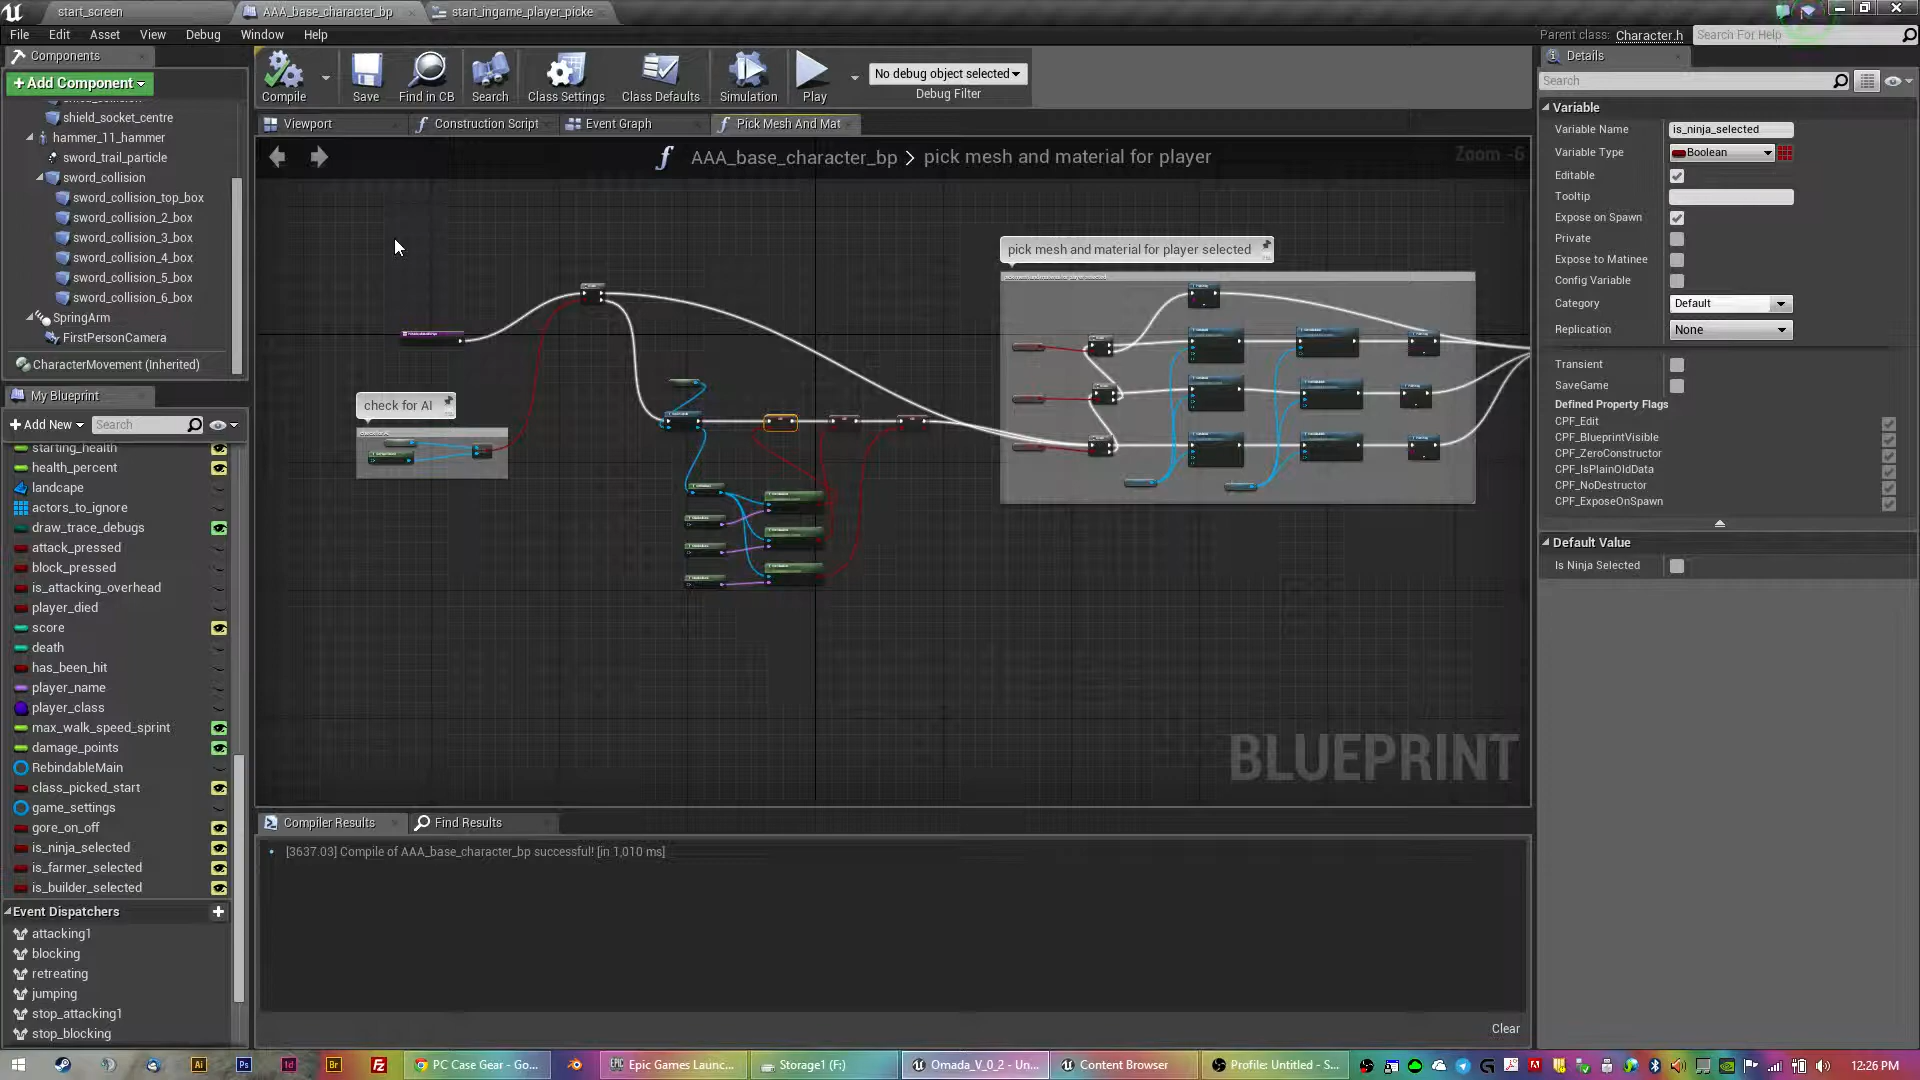 start_screen
AAA_base_character_bp
start_ingame_player_picke
File Edit Asset View Debug Window Help
Parent class: Character.h
Search For Help
Components
+Add Component
shield_socket_centre
hammer_11_hammer
sword_trail_particle
sword_collision
sword_collision_top_box
sword_collision_2_box
sword_collision_3_box
sword_collision_4_box
sword_collision_5_box
sword_collision_6_box
SpringArm
FirstPersonCamera
CharacterMovement (Inherited)
My Blueprint
+Add New
Search
starting_health
health_percent
landcape
actors_to_ignore
draw_trace_debugs
attack_pressed
block_pressed
is_attacking_overhead
player_died
score
death
has_been_hit
player_name
player_class
max_walk_speed_sprint
damage_points
RebindableMain
class_picked_start
game_settings
gore_on_off
is_ninja_selected
is_farmer_selected
is_builder_selected
Event Dispatchers
attacking1
blocking
retreating
jumping
stop_attacking1
stop_blocking
Compile
Save
Find in CB
Search
Class Settings
Class Defaults
Simulation
Play
No debug object selected
Debug Filter
Viewport
Construction Script
Event Graph
Pick Mesh And Mat
AAA_base_character_bp > pick mesh and material for player
Zoom -6
pick mesh and material for player selected
check for AI
BLUEPRINT
Compiler Results
Find Results
[3637.03] Compile of AAA_base_character_bp successful! [in 1,010 ms]
Clear
Details
Search
Variable
Variable Name is_ninja_selected
Variable Type Boolean
Editable
Tooltip
Expose on Spawn
Private
Expose to Matinee
Config Variable
Category Default
Replication None
Transient
SaveGame
Defined Property Flags
CPF_Edit
CPF_BlueprintVisible
CPF_ZeroConstructor
CPF_IsPlainOldData
CPF_NoDestructor
CPF_ExposeOnSpawn
Default Value
Is Ninja Selected
Ai
Ps
Id
Br
Fz
PC Case Gear - Go...
Epic Games Launc...
Storage1 (F:)
Omada_V_0_2 - Un...
Content Browser
Profile: Untitled - S...
12:26 PM